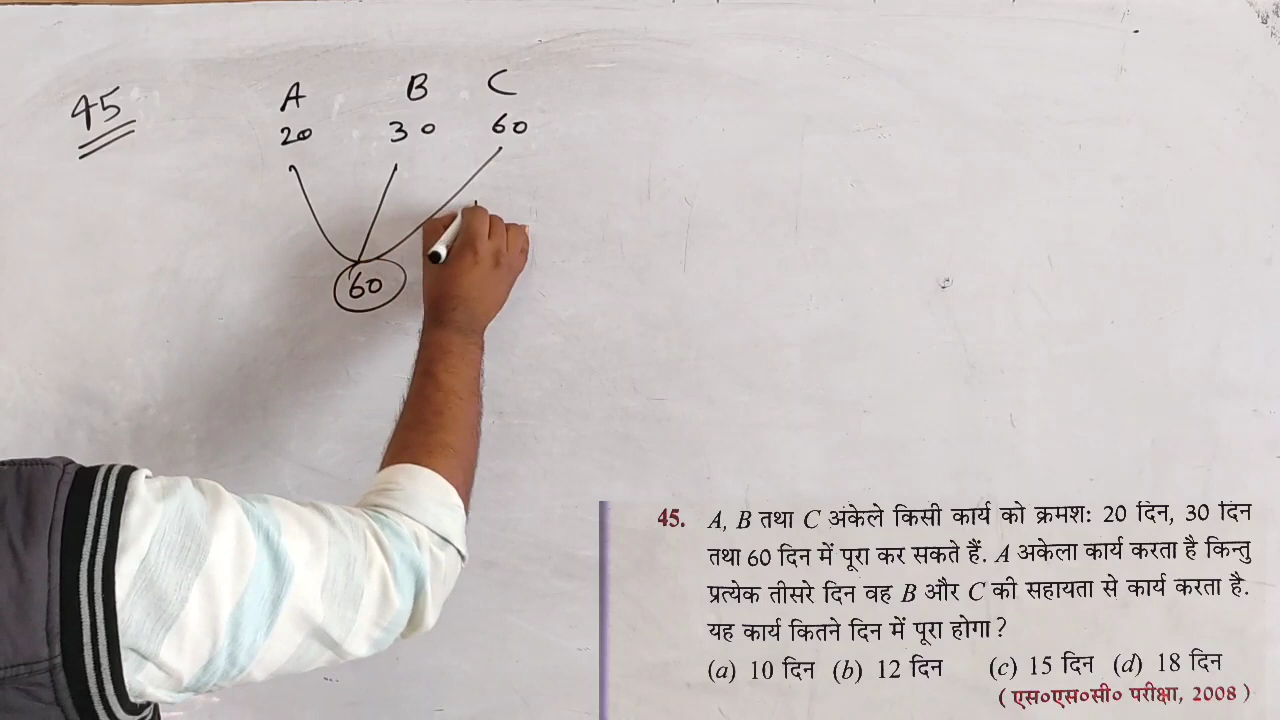 45
A B C
20 30 60
60
45. A, B तथा C अकेले किसी कार्य को क्रमश: 20 दिन, 30 दिन
तथा 60 दिन में पूरा कर सकते हैं. A अकेला कार्य करता है किन्तु
प्रत्येक तीसरे दिन वह B और C की सहायता से कार्य करता है.
यह कार्य कितने दिन में पूरा होगा ?
(a) 10 दिन (b) 12 दिन (c) 15 दिन (d) 18 दिन
( एस०एस०सी० परीक्षा, 2008 )